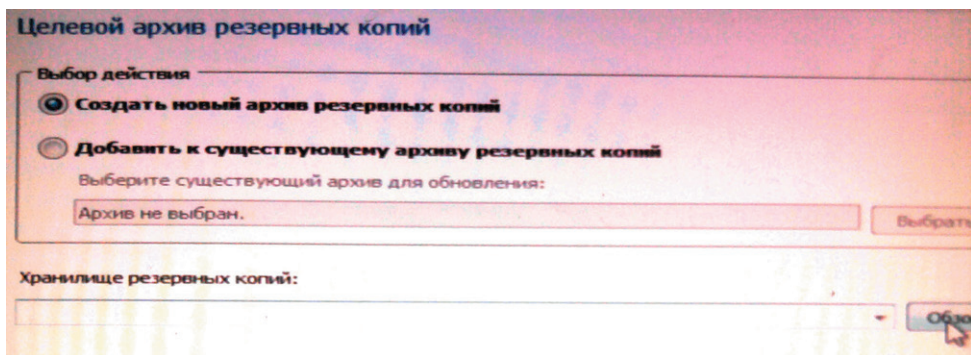 Целевой архив резервных копий
Выбор действия
Создать новый архив резервных копий
Добавить к существующему архиву резервных копий
Выберите существующий архив для обновления:
Архив не выбран.
Выбрать
Хранилище резервных копий: